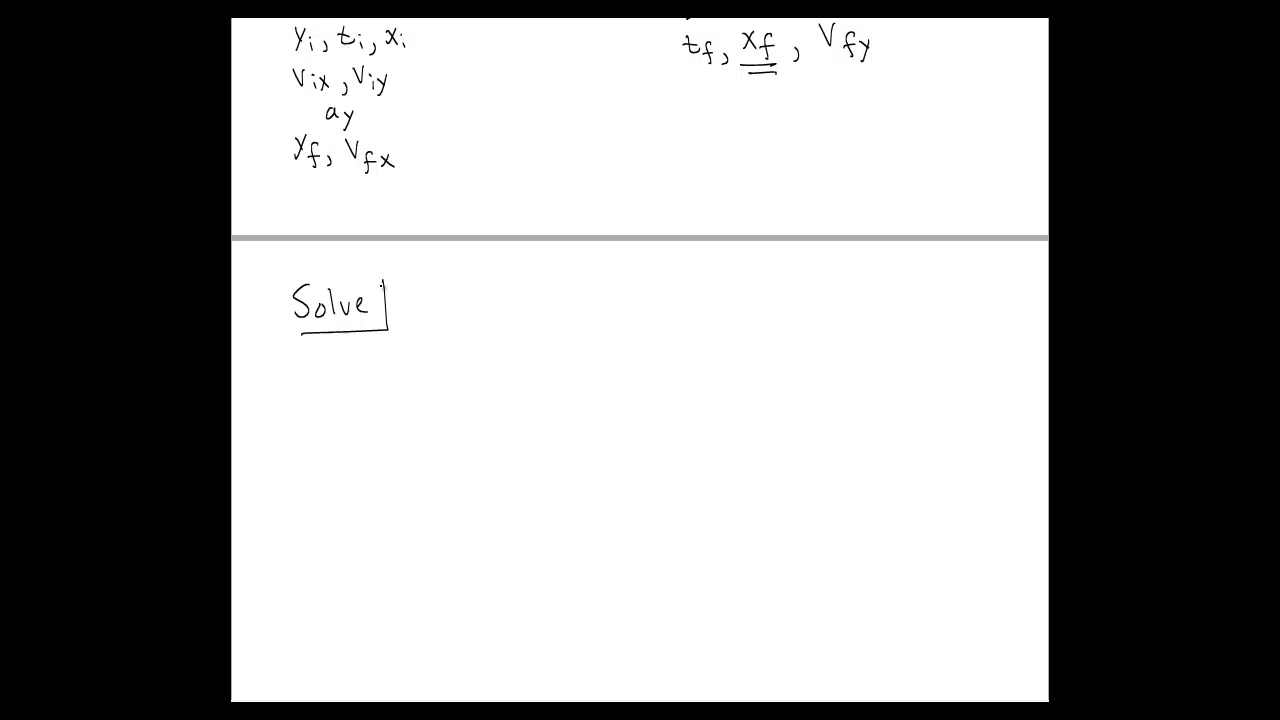 yi, ti, xi
vix, viy
ay
yf, vfx
tf, xf, vfy
Solve